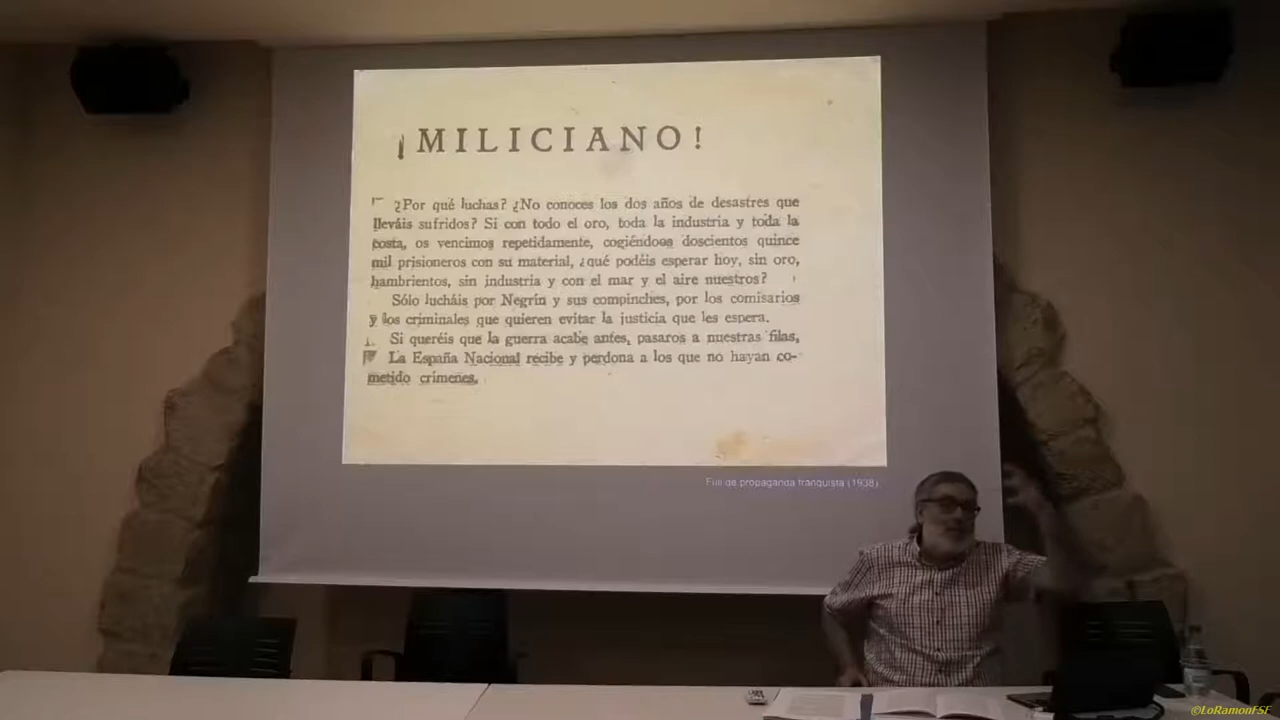 ¡MILICIANO!
¿Por qué luchas? ¿No conoces los dos años de desastres que
lleváis sufridos? Si con todo el oro, toda la industria y toda la
costa, os vencimos repetidamente, cogiéndoos doscientos quince
mil prisioneros con su material, ¿qué podéis esperar hoy, sin oro,
hambrientos, sin industria y con el mar y el aire nuestros?
Sólo lucháis por Negrín y sus compinches, por los comisarios
y los criminales que quieren evitar la justicia que les espera.
Si queréis que la guerra acabe antes, pasaros a nuestras filas,
La España Nacional recibe y perdona a los que no hayan co-
metido crímenes.
Full de propaganda franquista (1938)
©LoRamonFSF